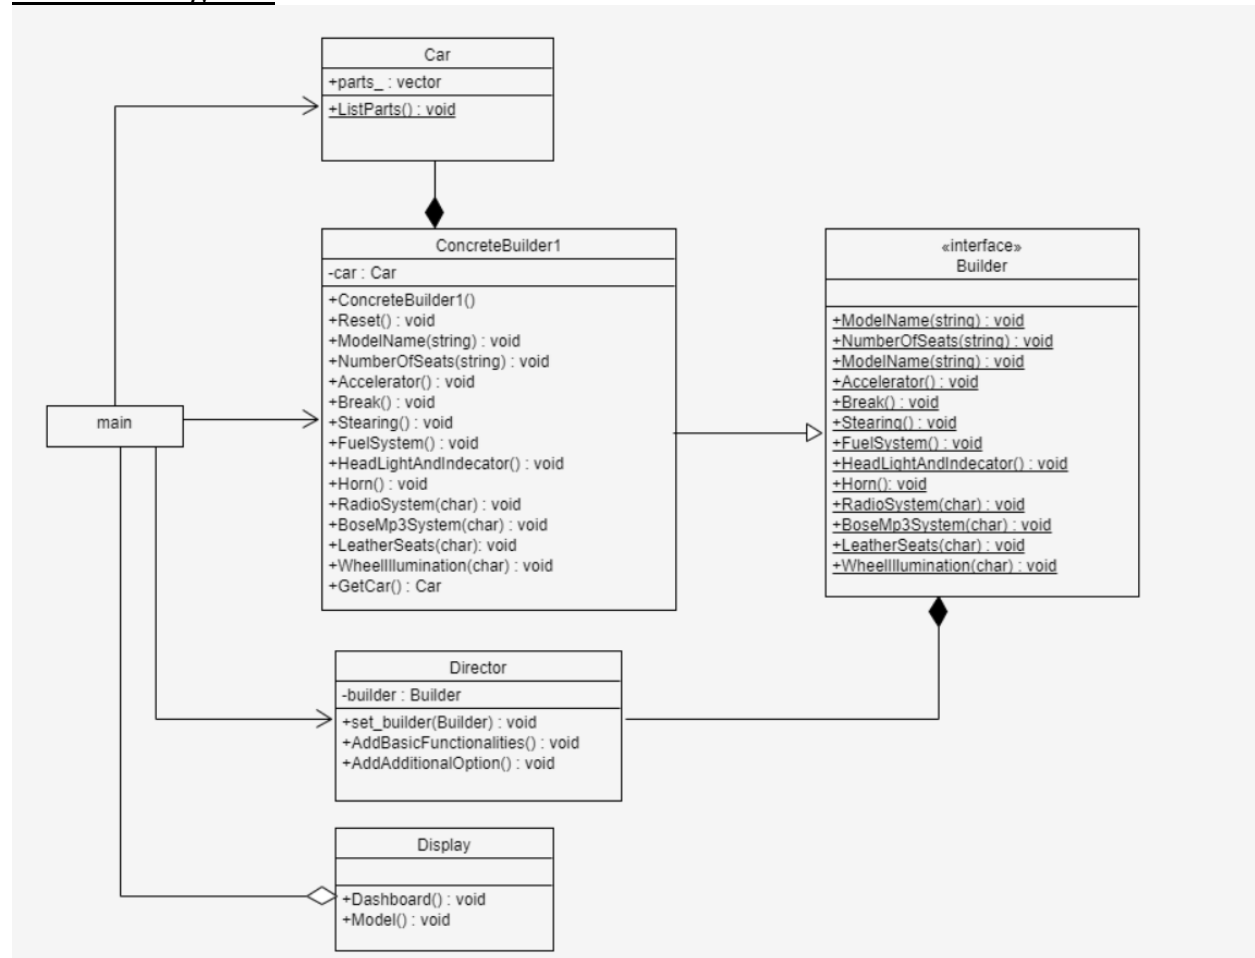 Car
+parts_ : vector
+ListParts() : void
ConcreteBuilder1
-car : Car
+ConcreteBuilder1()
+Reset() : void
+ModelName(string) : void
+NumberOfSeats(string) : void
+Accelerator() : void
+Break() : void
+Stearing() : void
+FuelSystem() : void
+HeadLightAndIndecator() : void
+Horn() : void
+RadioSystem(char) : void
+BoseMp3System(char) : void
+LeatherSeats(char): void
+WheelIllumination(char) : void
+GetCar() : Car
«interface»
Builder
+ModelName(string) : void
+NumberOfSeats(string) : void
+ModelName(string) : void
+Accelerator() : void
+Break() : void
+Stearing() : void
+FuelSystem() : void
+HeadLightAndIndecator() : void
+Horn(): void
+RadioSystem(char) : void
+BoseMp3System(char) : void
+LeatherSeats(char) : void
+WheelIllumination(char) : void
main
Director
-builder : Builder
+set_builder(Builder) : void
+AddBasicFunctionalities() : void
+AddAdditionalOption() : void
Display
+Dashboard() : void
+Model() : void